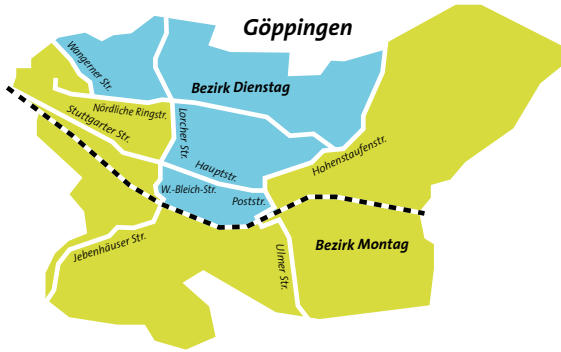 Göppingen
Wangerner Str.
Bezirk Dienstag
Nördliche Ringstr.
Stuttgarter Str.
Lorcher Str.
Hohenstaufenstr.
Hauptstr.
W.-Bleich-Str.
Poststr.
Jebenhäuser Str.
Ulmer Str.
Bezirk Montag